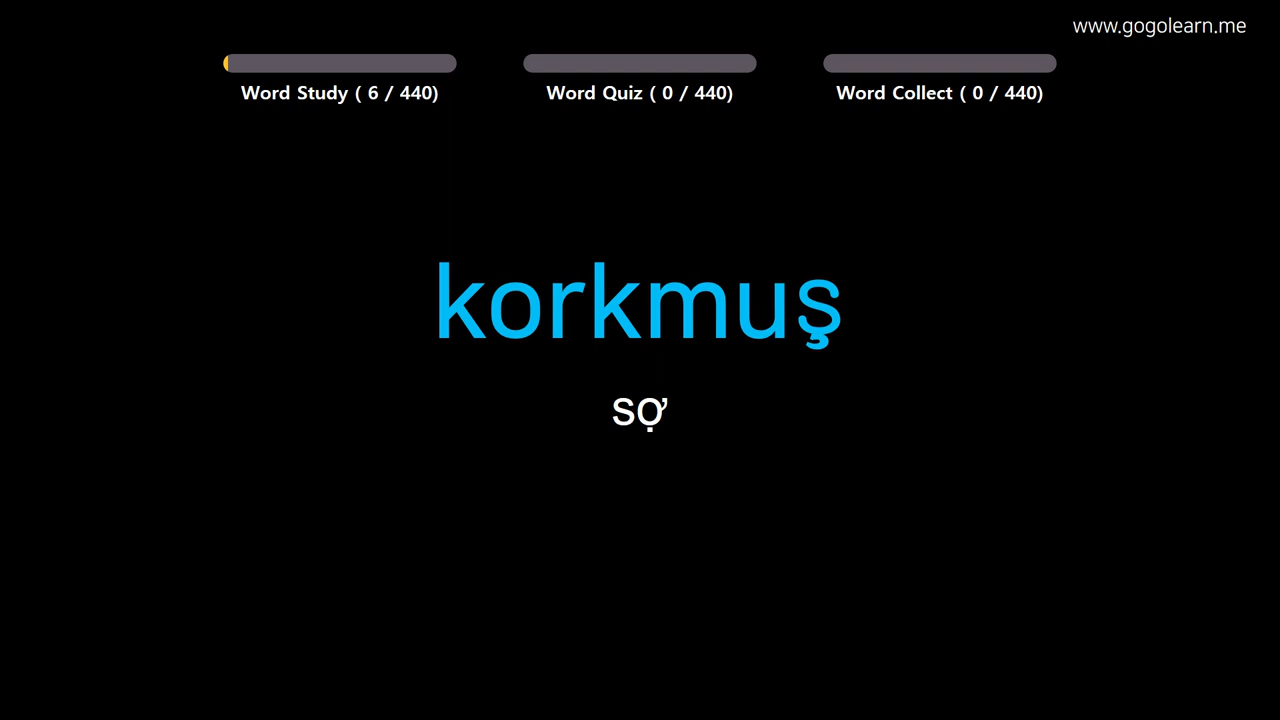 www.gogolearn.me
Word Study ( 6 / 440)
Word Quiz ( 0 / 440)
Word Collect ( 0 / 440)
korkmuş
sợ